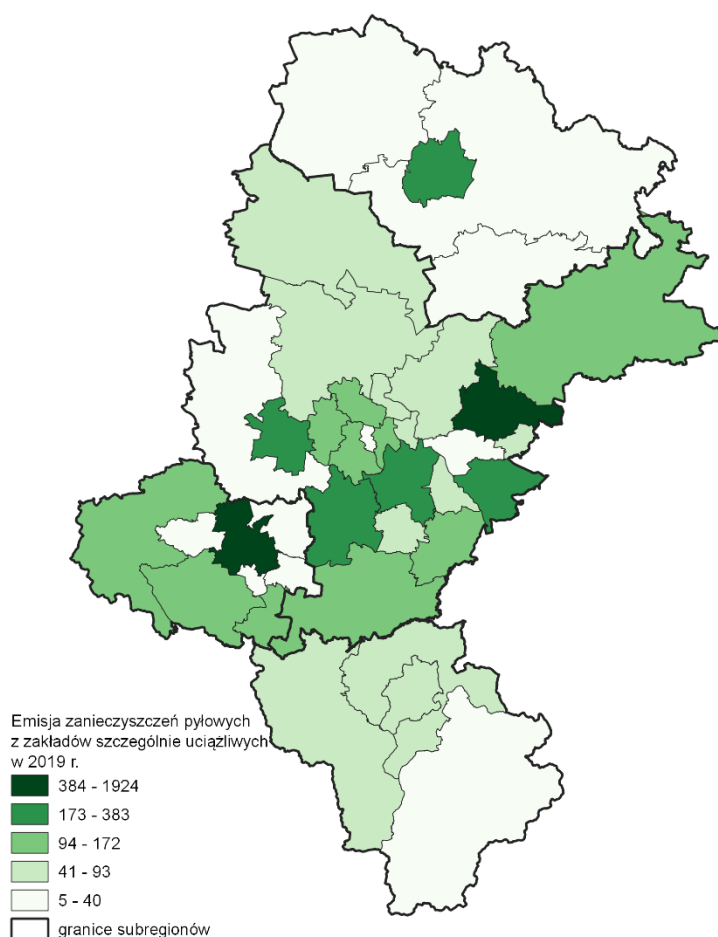 Emisja zanieczyszczeń pyłowych
z zakładów szczególnie uciążliwych
w 2019 r.
384 - 1924
173 - 383
94 - 172
41 - 93
5 - 40
granice subregionów